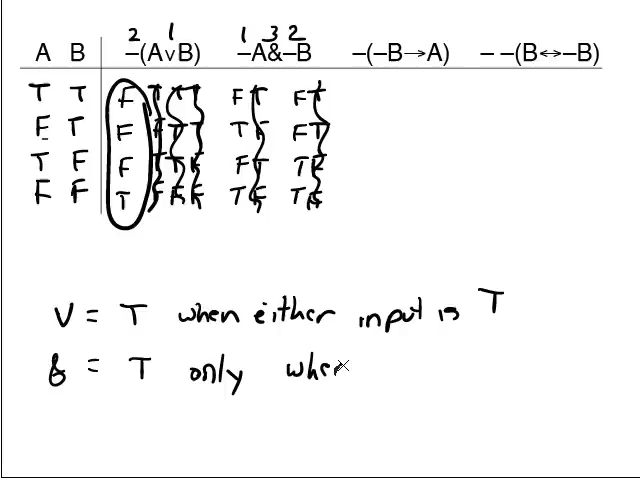 2 1 1 3 2
A B –(A∨B) –A&–B –(–B→A) – –(B↔–B)
T T F T T T F T F T
F T F F T T T F F T
T F F T T F F T T F
F F T F F F T F T F
V = T when either input is T
& = T only when